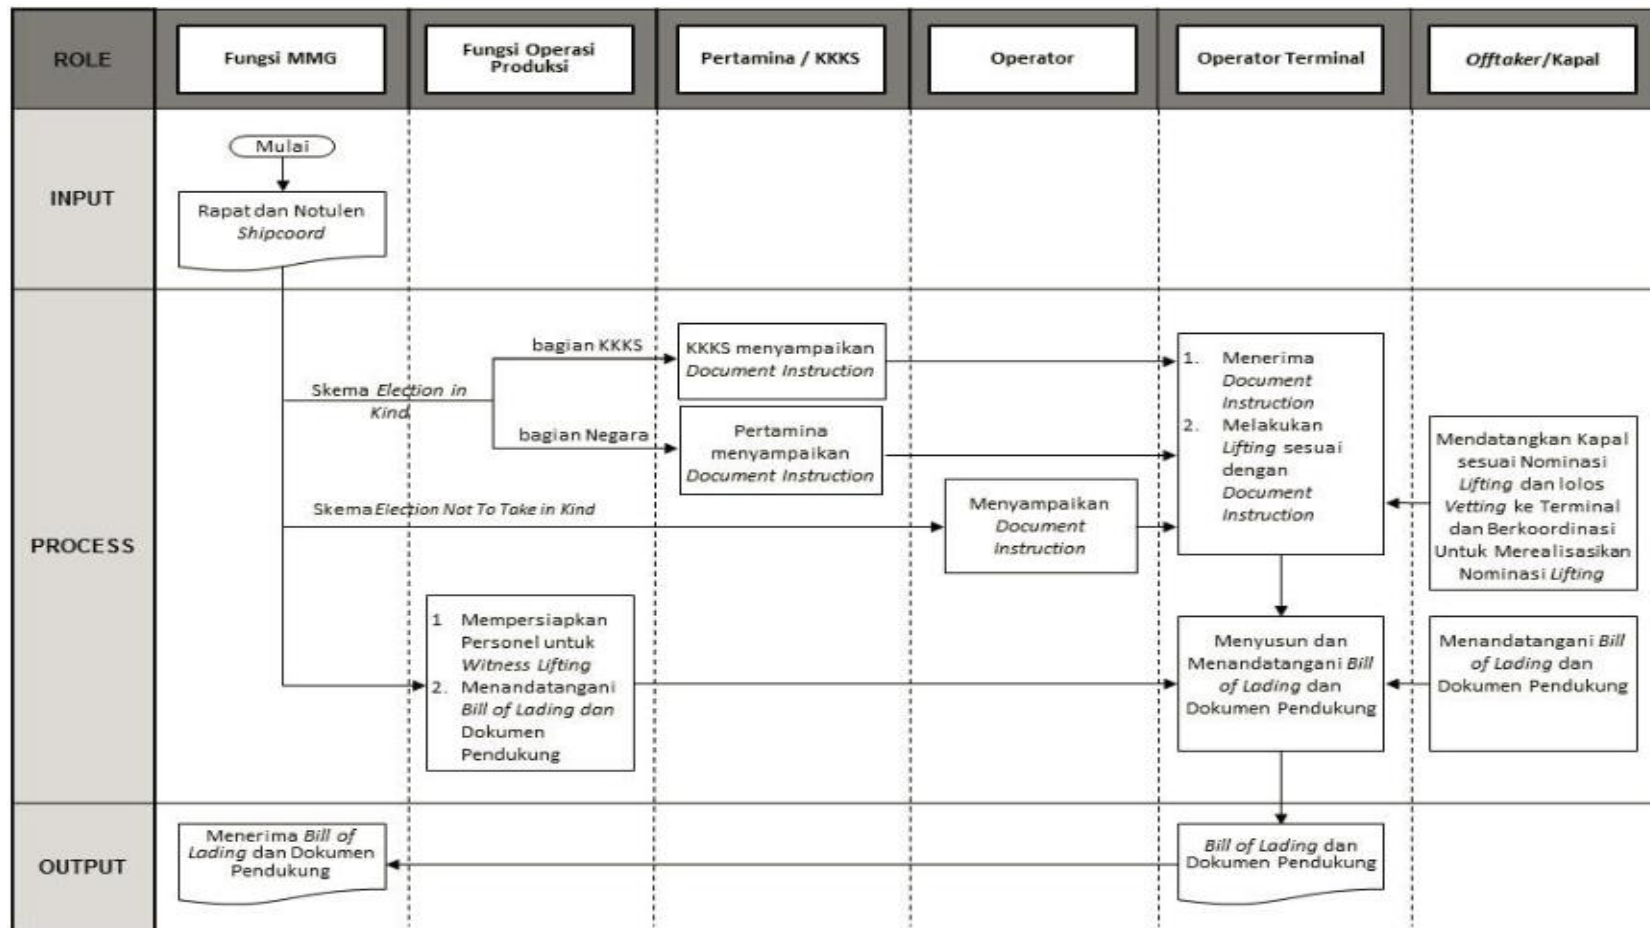 ROLE
Fungsi MMG
Fungsi Operasi
Produksi
Pertamina / KKKS
Operator
Operator Terminal
Offtaker/Kapal
INPUT
Mulai
Rapat dan Notulen
Shipcoord
PROCESS
Skema Election in
Kind
bagian KKKS
bagian Negara
KKKS menyampaikan
Document Instruction
Pertamina
menyampaikan
Document Instruction
Skema Election Not To Take in Kind
Menyampaikan
Document
Instruction
1. Menerima
Document
Instruction
2. Melakukan
Lifting sesuai
dengan
Document
Instruction
Mendatangkan Kapal
sesuai Nominasi
Lifting dan lolos
Vetting ke Terminal
dan Berkoordinasi
Untuk Merealisasikan
Nominasi Lifting
1 Mempersiapkan
Personel untuk
Witness Lifting
2. Menandatangani
Bill of Lading dan
Dokumen
Pendukung
Menyusun dan
Menandatangani Bill
of Lading dan
Dokumen Pendukung
Menandatangani Bill
of Lading dan
Dokumen Pendukung
OUTPUT
Menerima Bill of
Lading dan Dokumen
Pendukung
Bill of Lading dan
Dokumen Pendukung